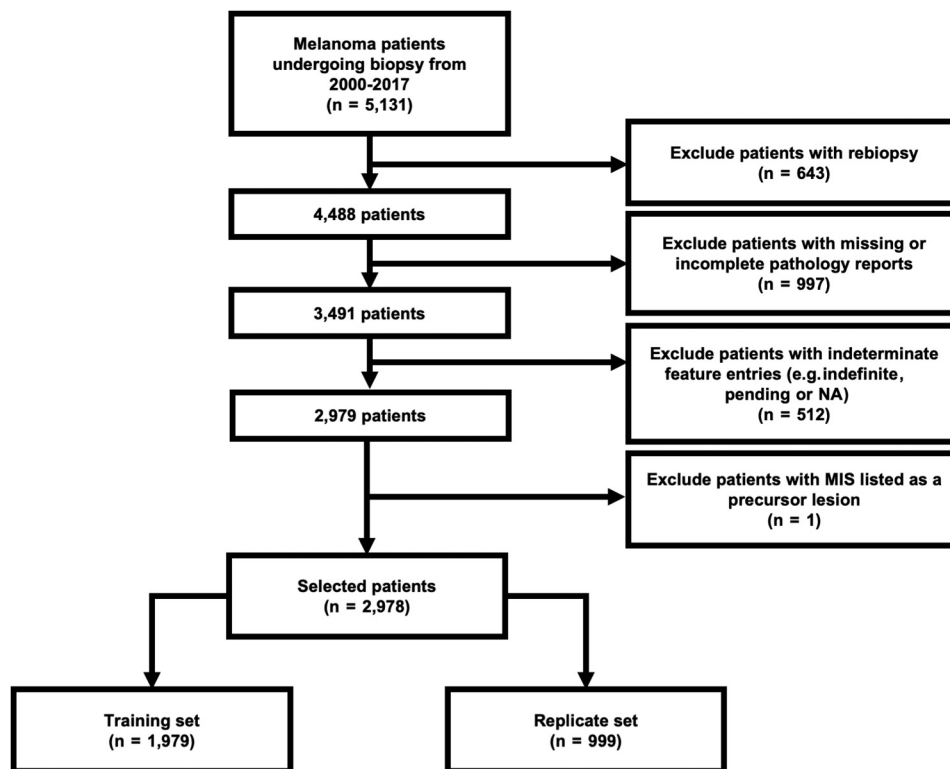 Melanoma patients
undergoing biopsy from
2000-2017
(n = 5,131)
Exclude patients with rebiopsy
(n = 643)
4,488 patients
Exclude patients with missing or
incomplete pathology reports
(n = 997)
3,491 patients
Exclude patients with indeterminate
feature entries (e.g.indefinite,
pending or NA)
(n = 512)
2,979 patients
Exclude patients with MIS listed as a
precursor lesion
(n = 1)
Selected patients
(n = 2,978)
Training set
(n = 1,979)
Replicate set
(n = 999)